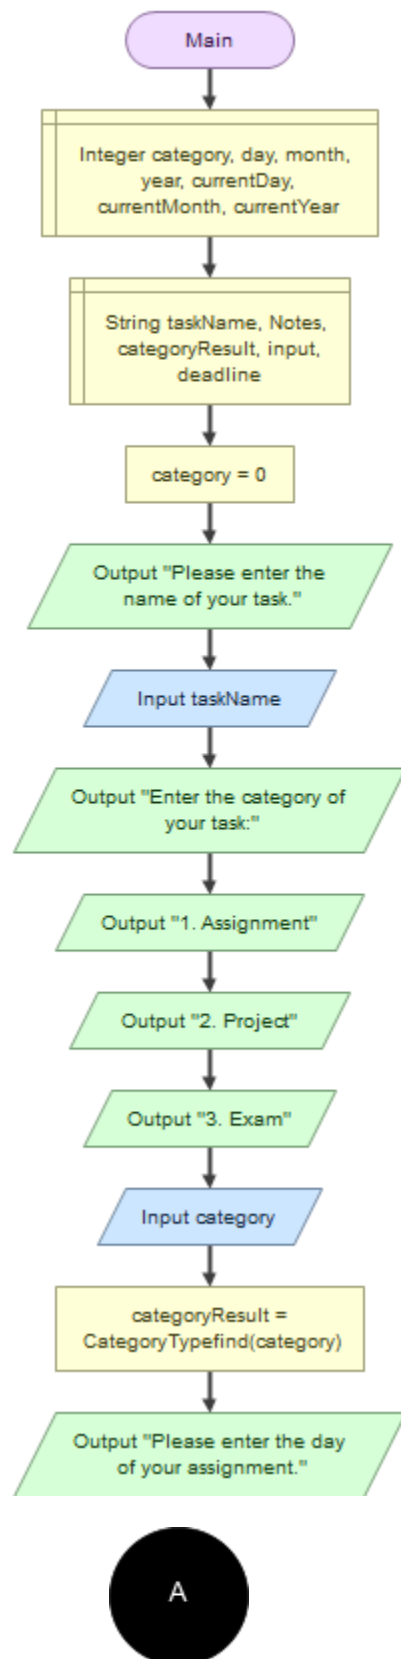 Main
Integer category, day, month,
year, currentDay,
currentMonth, currentYear
String taskName, Notes,
categoryResult, input,
deadline
category = 0
Output "Please enter the
name of your task."
Input taskName
Output "Enter the category of
your task:"
Output "1. Assignment"
Output "2. Project"
Output "3. Exam"
Input category
categoryResult =
CategoryTypefind(category)
Output "Please enter the day
of your assignment."
A